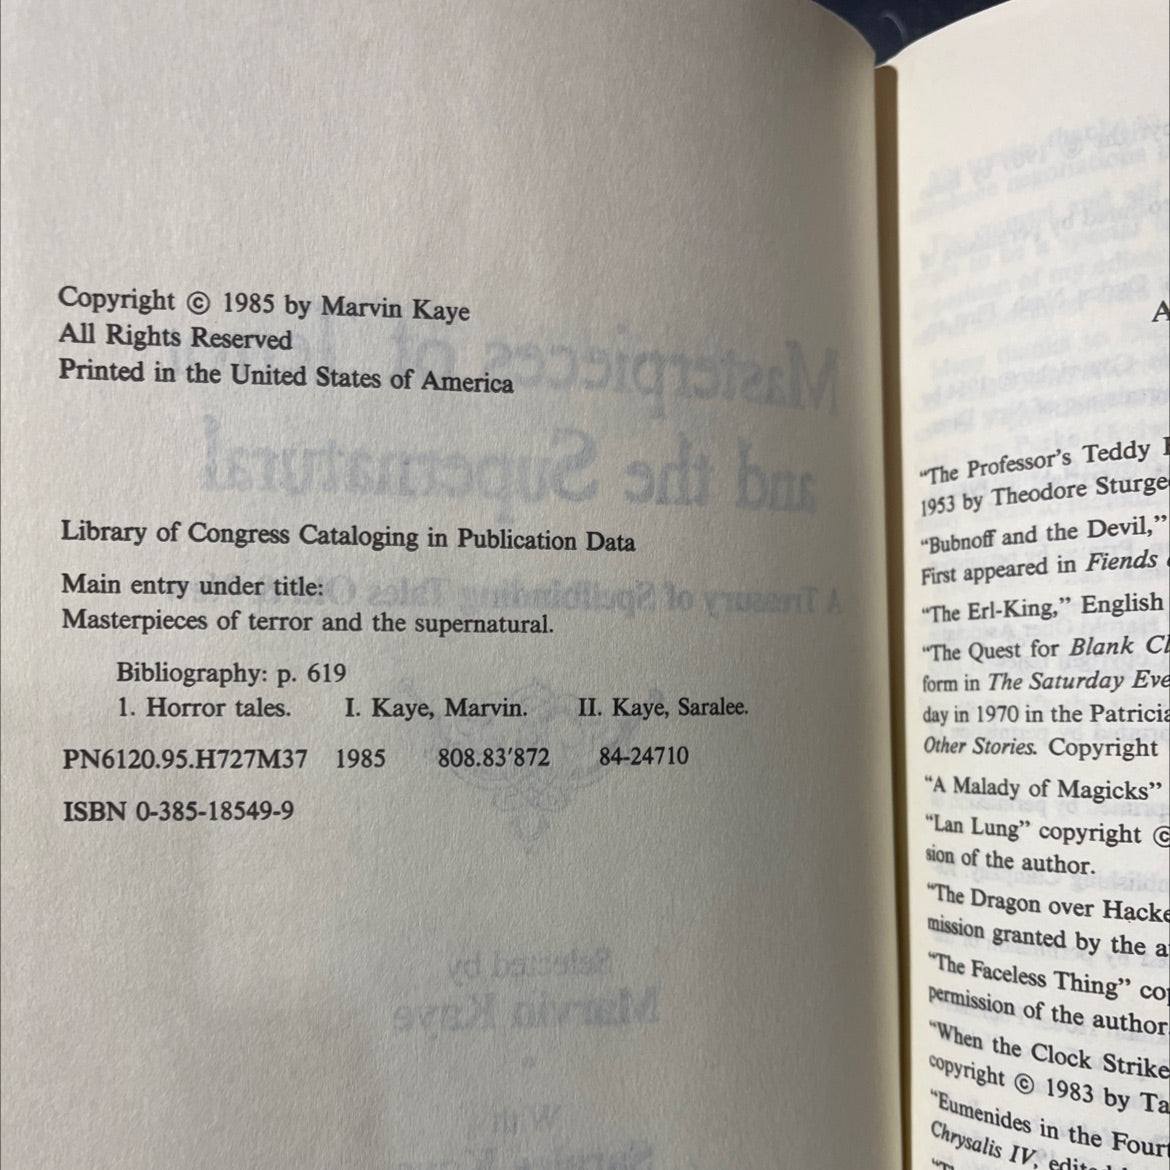 Copyright © 1985 by Marvin Kaye
All Rights Reserved
Printed in the United States of America
Library of Congress Cataloging in Publication Data
Main entry under title:
Masterpieces of terror and the supernatural.
Bibliography: p. 619
1. Horror tales. I. Kaye, Marvin. II. Kaye, Saralee.
PN6120.95.H727M37 1985 808.83′872 84-24710
ISBN 0-385-18549-9
A
“The Professor’s Teddy
1953 by Theodore Sturge
“Bubnoff and the Devil,”
First appeared in Fiends
“The Erl-King,” English
“The Quest for Blank Cl
form in The Saturday Eve
day in 1970 in the Patricia
Other Stories. Copyright
“A Malady of Magicks”
“Lan Lung” copyright ©
sion of the author.
“The Dragon over Hacke
mission granted by the a
“The Faceless Thing” cop
permission of the author
“When the Clock Strike
copyright © 1983 by Ta
“Eumenides in the Fourt
Chrysalis IV, edited